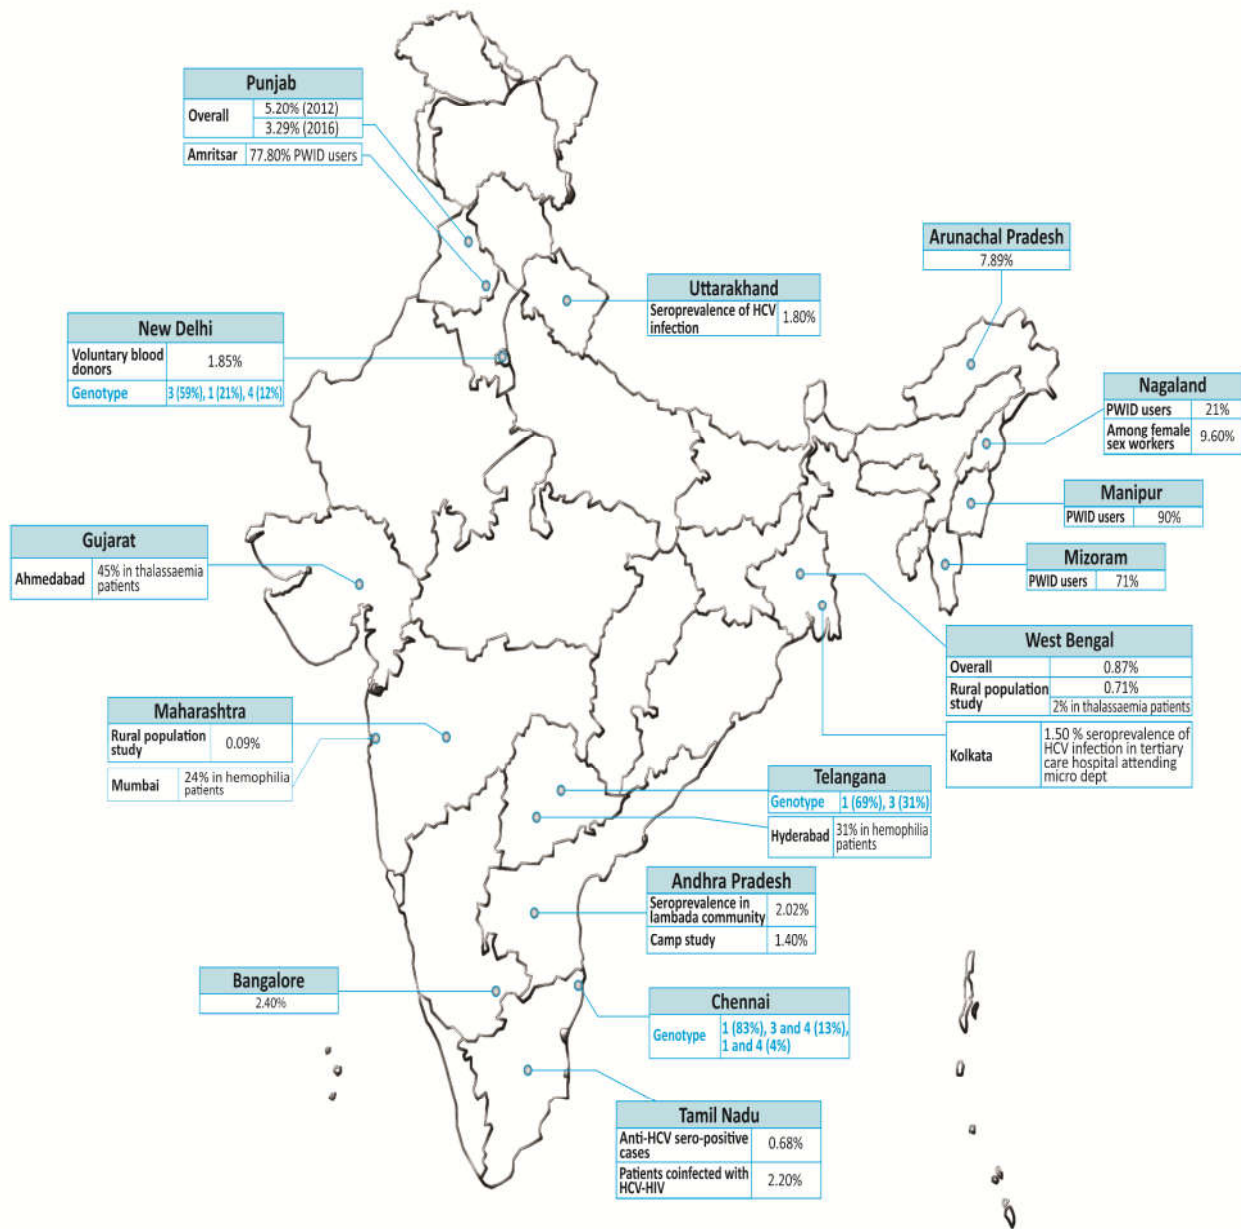 Punjab
Overall
5.20% (2012)
3.29% (2016)
Amritsar 77.80% PWID users
Arunachal Pradesh
7.89%
Uttarakhand
Seroprevalence of HCV
infection
1.80%
New Delhi
Voluntary blood
donors
1.85%
Genotype 3 (59%), 1 (21%), 4 (12%)
Nagaland
PWID users 21%
Among female
sex workers
9.60%
Manipur
PWID users 90%
Mizoram
PWID users 71%
Gujarat
Ahmedabad
45% in thalassaemia
patients
West Bengal
Overall 0.87%
Rural population
study
0.71%
2% in thalassaemia patients
Kolkata
1.50 % seroprevalence of
HCV infection in tertiary
care hospital attending
micro dept
Maharashtra
Rural population
study
0.09%
Mumbai
24% in hemophilia
patients
Telangana
Genotype 1 (69%), 3 (31%)
Hyderabad
31% in hemophilia
patients
Andhra Pradesh
Seroprevalence in
lambada community
2.02%
Camp study 1.40%
Bangalore
2.40%
Chennai
Genotype
1 (83%), 3 and 4 (13%),
1 and 4 (4%)
Tamil Nadu
Anti-HCV sero-positive
cases
0.68%
Patients coinfected with
HCV-HIV
2.20%